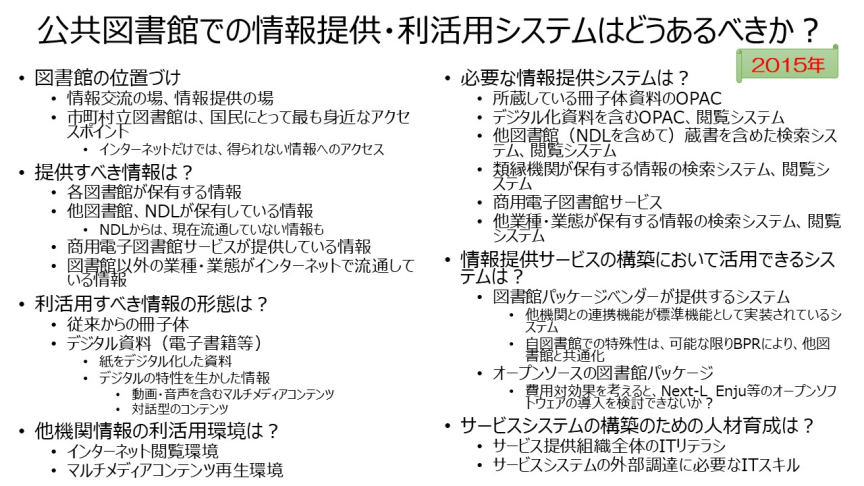 公共図書館での情報提供・利活用システムはどうあるべきか？
2015年
• 図書館の位置づけ
• 情報交流の場、情報提供の場
• 市町村立図書館は、国民にとって最も身近なアクセ
スポイント
• インターネットだけでは、得られない情報へのアクセス
• 提供すべき情報は？
• 各図書館が保有する情報
• 他図書館、NDLが保有している情報
• NDLからは、現在流通していない情報も
• 商用電子図書館サービスが提供している情報
• 図書館以外の業種・業態がインターネットで流通して
いる情報
• 利活用すべき情報の形態は？
• 従来からの冊子体
• デジタル資料（電子書籍等）
• 紙をデジタル化した資料
• デジタルの特性を生かした情報
• 動画・音声を含むマルチメディアコンテンツ
• 対話型のコンテンツ
• 他機関情報の利活用環境は？
• インターネット閲覧環境
• マルチメディアコンテンツ再生環境
• 必要な情報提供システムは？
• 所蔵している冊子体資料のOPAC
• デジタル化資料を含むOPAC、閲覧システム
• 他図書館（NDLを含めて）蔵書を含めた検索シス
テム、閲覧システム
• 類縁機関が保有する情報の検索システム、閲覧シ
ステム
• 商用電子図書館サービス
• 他業種・業態が保有する情報の検索システム、閲覧
システム
• 情報提供サービスの構築において活用できるシス
テムは？
• 図書館パッケージベンダーが提供するシステム
• 他機関との連携機能が標準機能として実装されているシ
ステム
• 自図書館での特殊性は、可能な限りBPRにより、他図
書館と共通化
• オープンソースの図書館パッケージ
• 費用対効果を考えると、Next-L Enju等のオープンソフ
トウェアの導入を検討できないか？
• サービスシステムの構築のための人材育成は？
• サービス提供組織全体のITリテラシ
• サービスシステムの外部調達に必要なITスキル